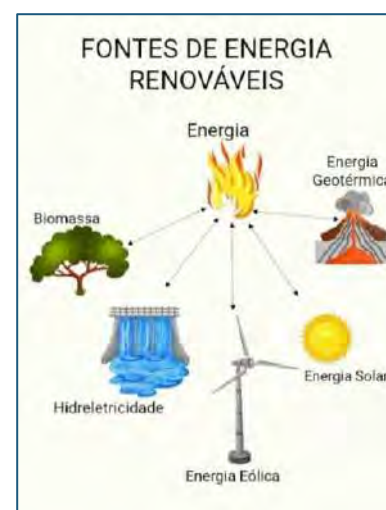 FONTES DE ENERGIA
RENOVÁVEIS
Energia
Energia
Geotérmica
Biomassa
Energia Solar
Hidreletricidade
Energia Eólica